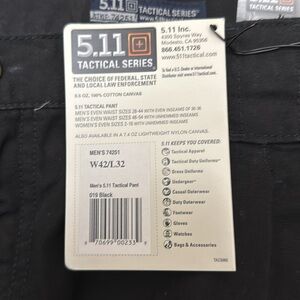 5.11
TACTICAL SERIES
5.11
TACTICAL SERIES
THE CHOICE OF FEDERAL, STATE
AND LOCAL LAW ENFORCEMENT
8.5 OZ. 100% COTTON CANVAS
5.11 Inc.
4300 Spyres Way
Modesto, CA 95356
866.451.1726
www.511tactical.com
5.11 TACTICAL PANT
MEN'S EVEN WAIST SIZES 28-44 WITH EVEN INSEAMS OF 30-36
MEN'S EVEN WAIST SIZES 46-54 WITH UNHEMMED INSEAMS
WOMEN'S EVEN SIZES 2-18 WITH UNHEMMED INSEAMS
ALSO AVAILABLE IN A 7.4 OZ LIGHTWEIGHT NYLON CANVAS.
MEN'S 74251
W42/L32
Men's 5.11 Tactical Pant
019 Black
5.11 KEEPS YOU COVERED:
Tactical Apparel
Tactical Duty Uniforms
Dress Uniforms
Undergear
Casual Outerwear
Duty Outerwear
Footwear
Gloves
Watches
Bags & Accessories